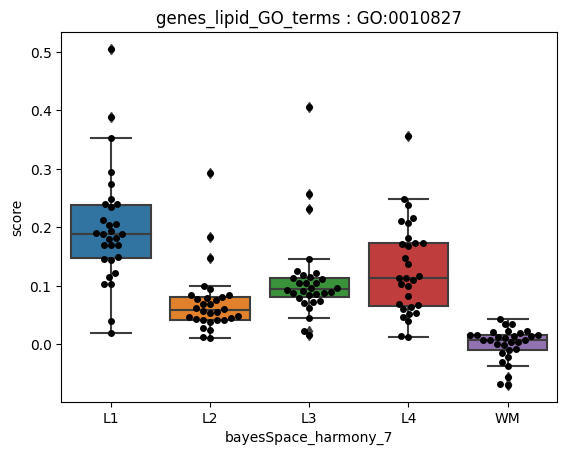 genes_lipid_GO_terms : GO:0010827
0.5
0.4
0.3
0.2
0.1
0.0
score
L1 L2 L3 L4 WM
bayesSpace_harmony_7